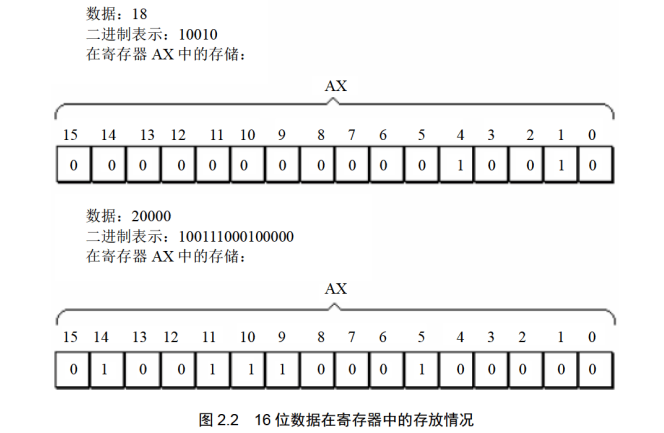 数据：18
二进制表示：10010
在寄存器 AX 中的存储：
AX
15 14 13 12 11 10 9 8 7 6 5 4 3 2 1 0
0 0 0 0 0 0 0 0 0 0 0 1 0 0 1 0
数据：20000
二进制表示：100111000100000
在寄存器 AX 中的存储：
AX
15 14 13 12 11 10 9 8 7 6 5 4 3 2 1 0
0 1 0 0 1 1 1 0 0 0 1 0 0 0 0 0
图 2.2 16 位数据在寄存器中的存放情况